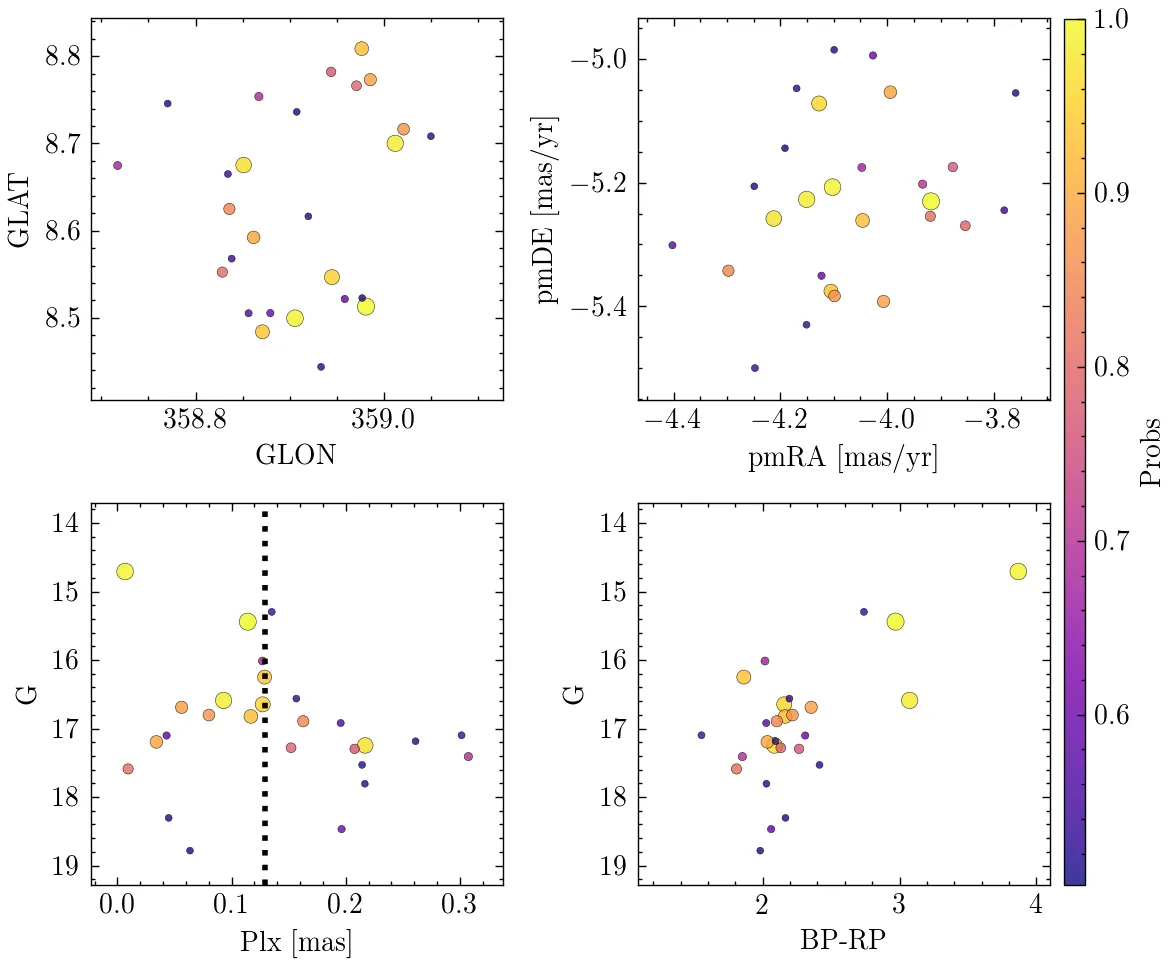 8.8
8.7
8.6
8.5
GLAT
358.8 359.0
GLON
−5.0
−5.2
−5.4
pmDE [mas/yr]
−4.4 −4.2 −4.0 −3.8
pmRA [mas/yr]
14
15
16
17
18
19
G
0.0 0.1 0.2 0.3
Plx [mas]
14
15
16
17
18
19
G
2 3 4
BP-RP
1.0
0.9
0.8
0.7
0.6
Probs